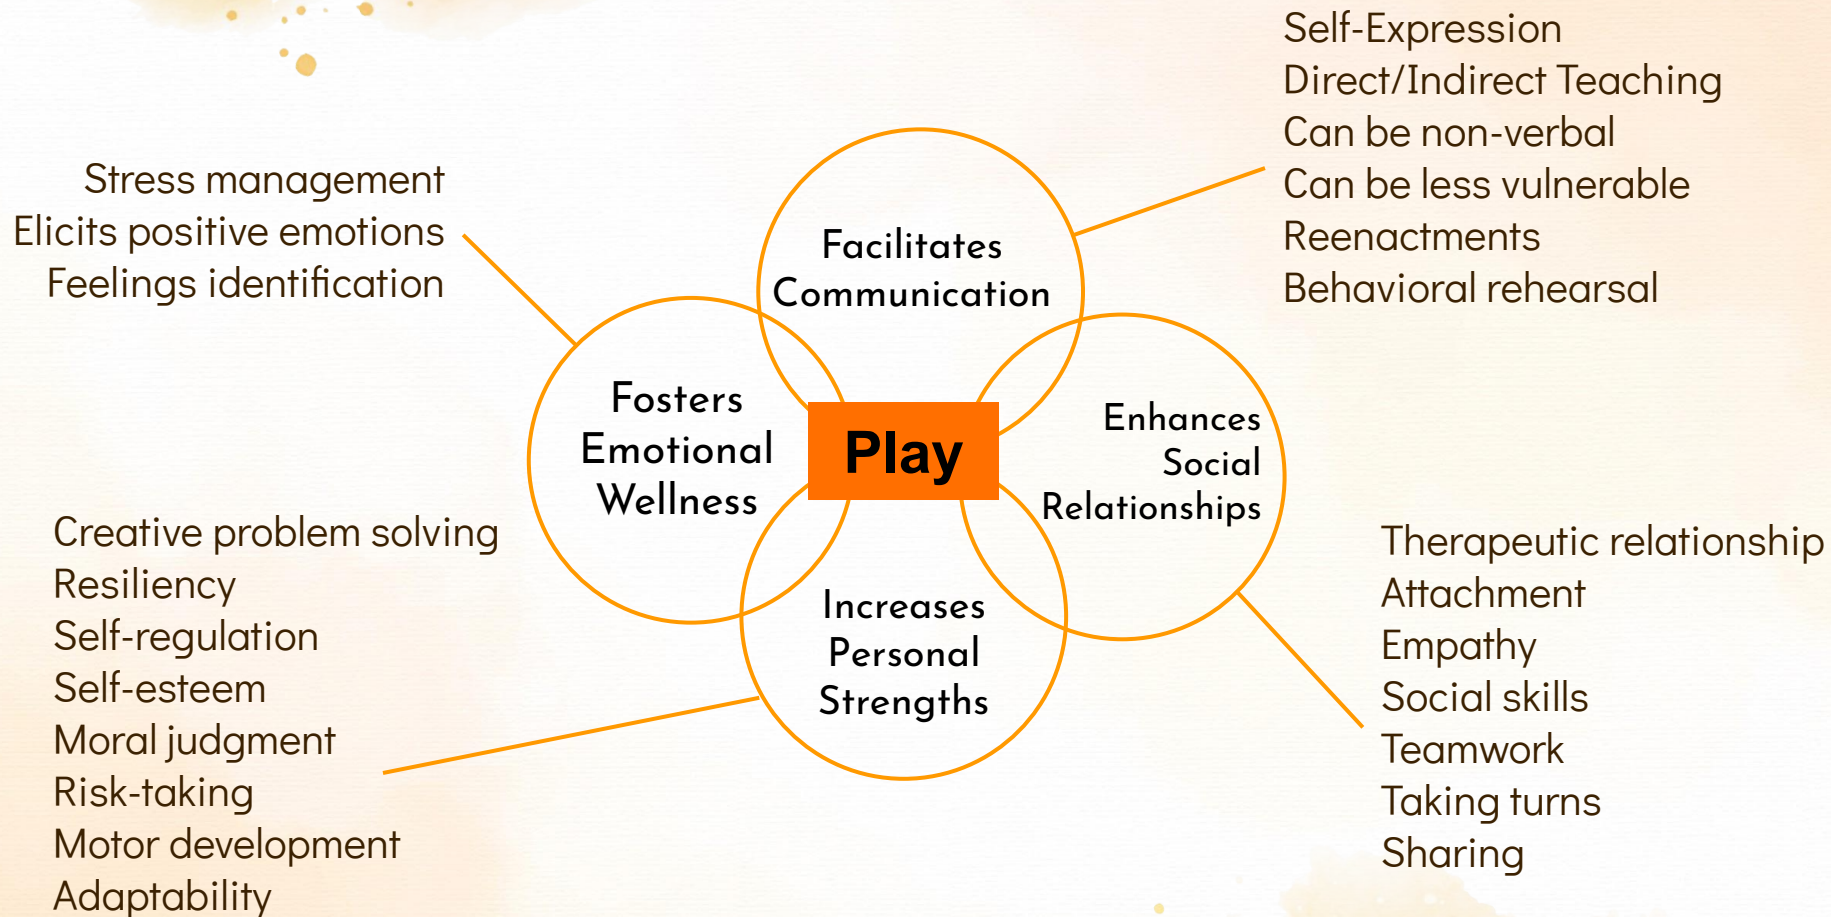 Self-Expression
Direct/Indirect Teaching
Can be non-verbal
Can be less vulnerable
Reenactments
Behavioral rehearsal
Stress management
Elicits positive emotions
Feelings identification
Facilitates
Communication
Fosters
Emotional
Wellness
Play
Enhances
Social
Relationships
Increases
Personal
Strengths
Creative problem solving
Resiliency
Self-regulation
Self-esteem
Moral judgment
Risk-taking
Motor development
Adaptability
Therapeutic relationship
Attachment
Empathy
Social skills
Teamwork
Taking turns
Sharing